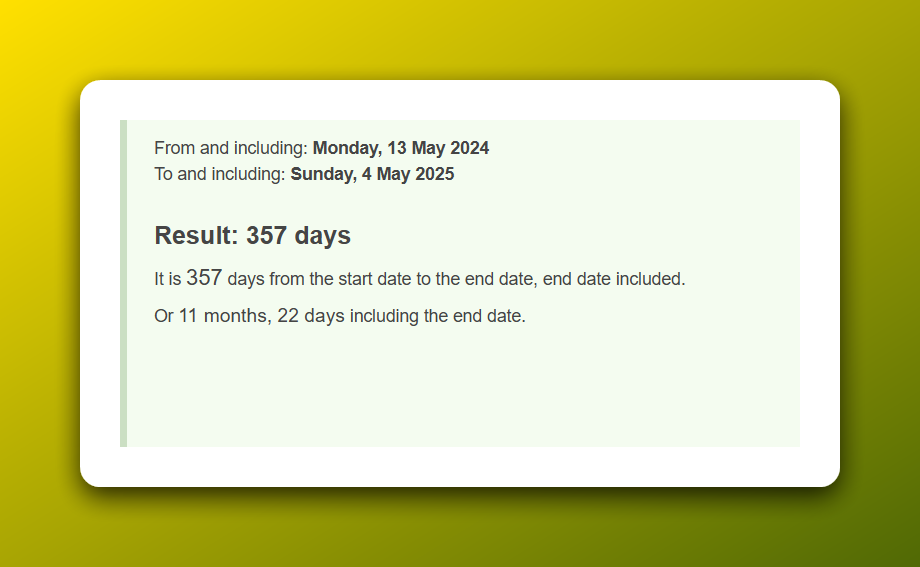 From and including: Monday, 13 May 2024
To and including: Sunday, 4 May 2025
Result: 357 days
It is 357 days from the start date to the end date, end date included.
Or 11 months, 22 days including the end date.